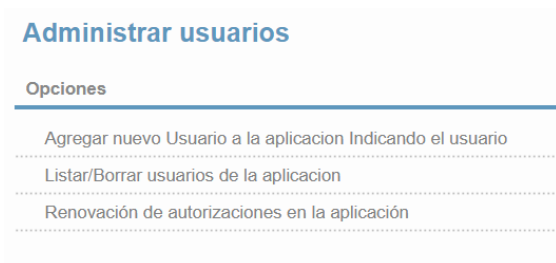 Administrar usuarios
Opciones
Agregar nuevo Usuario a la aplicacion Indicando el usuario
Listar/Borrar usuarios de la aplicacion
Renovación de autorizaciones en la aplicación